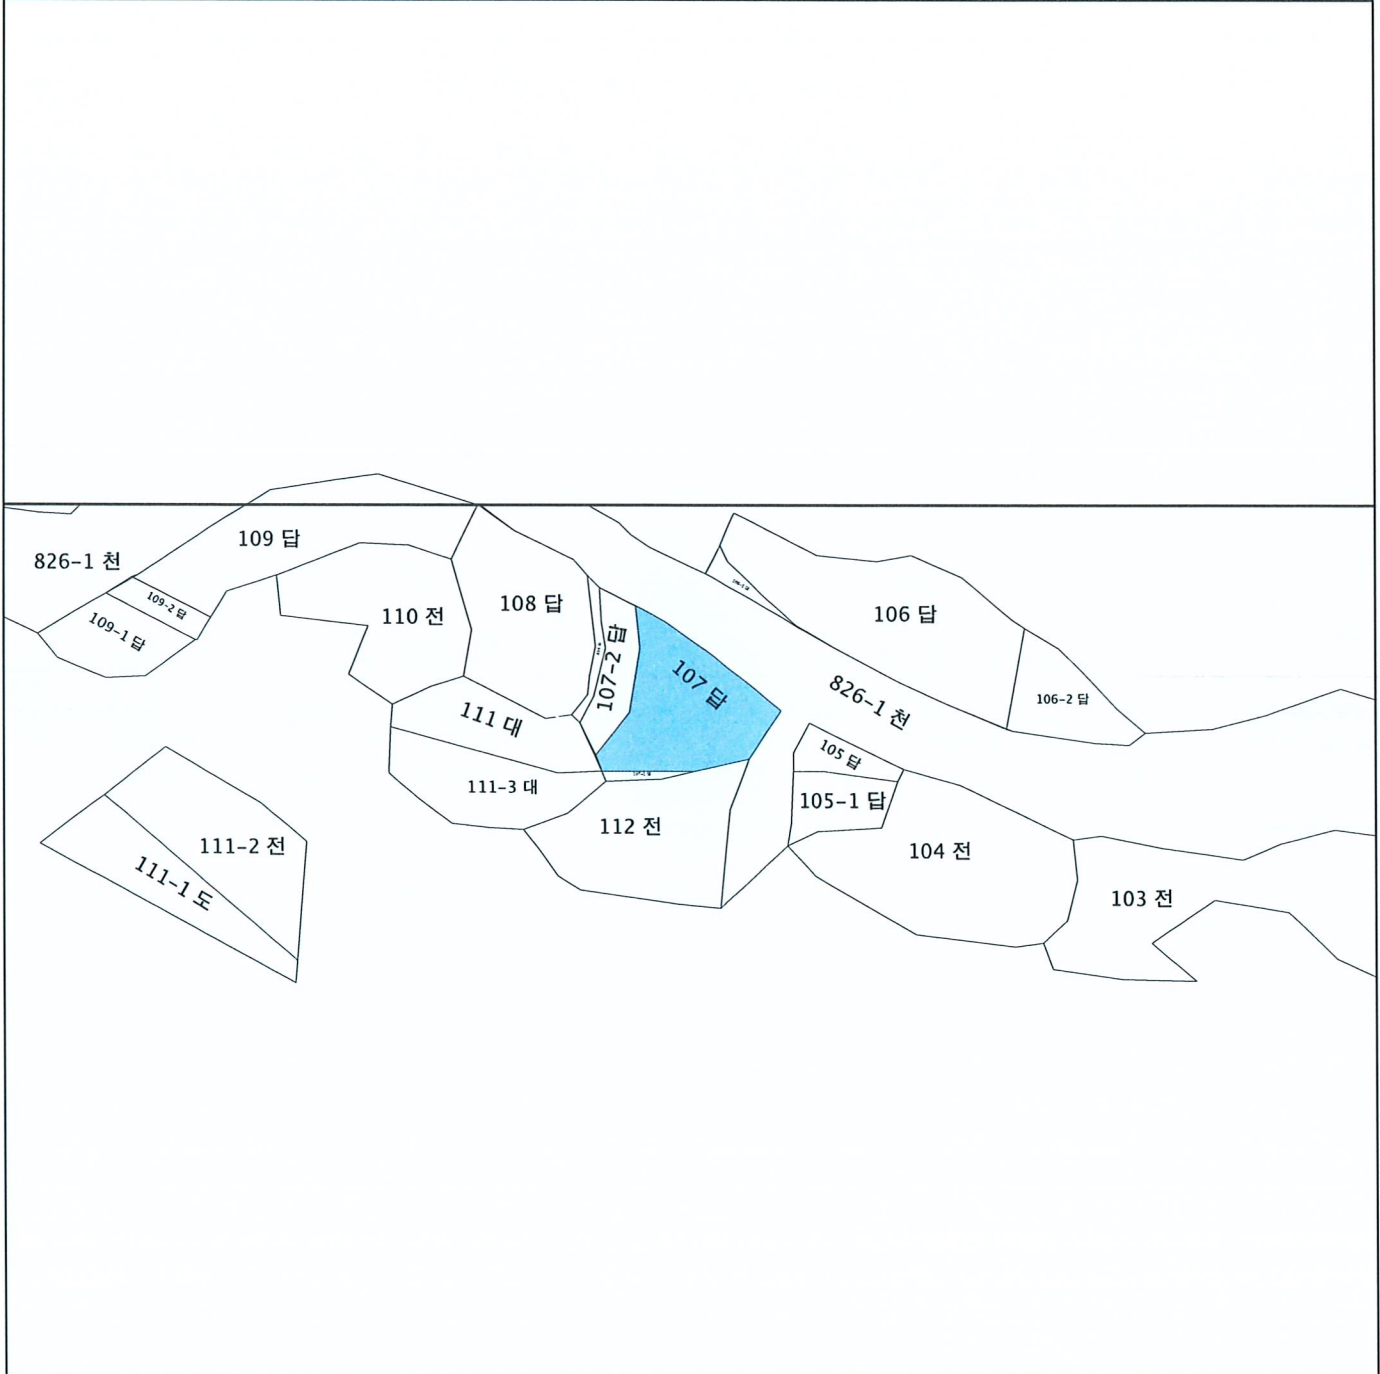 109 답
826-1 천
109-2 답
109-1 답
110 전
108 답
107-2 답
107 답
106 답
106-2 답
826-1 천
111 대
105 답
111-3 대
105-1 답
112 전
111-2 전
111-1 도
104 전
103 전